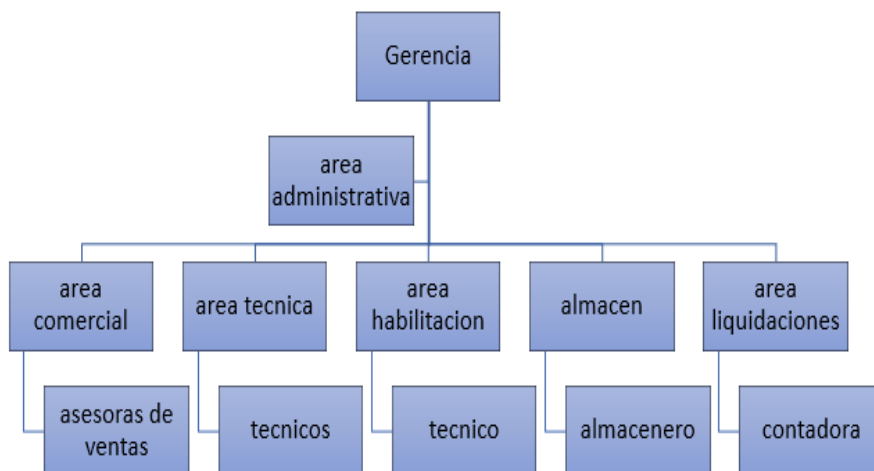 Gerencia
area
administrativa
area
comercial
area tecnica
area
habilitacion
almacen
area
liquidaciones
asesoras de
ventas
tecnicos
tecnico
almacenero
contadora